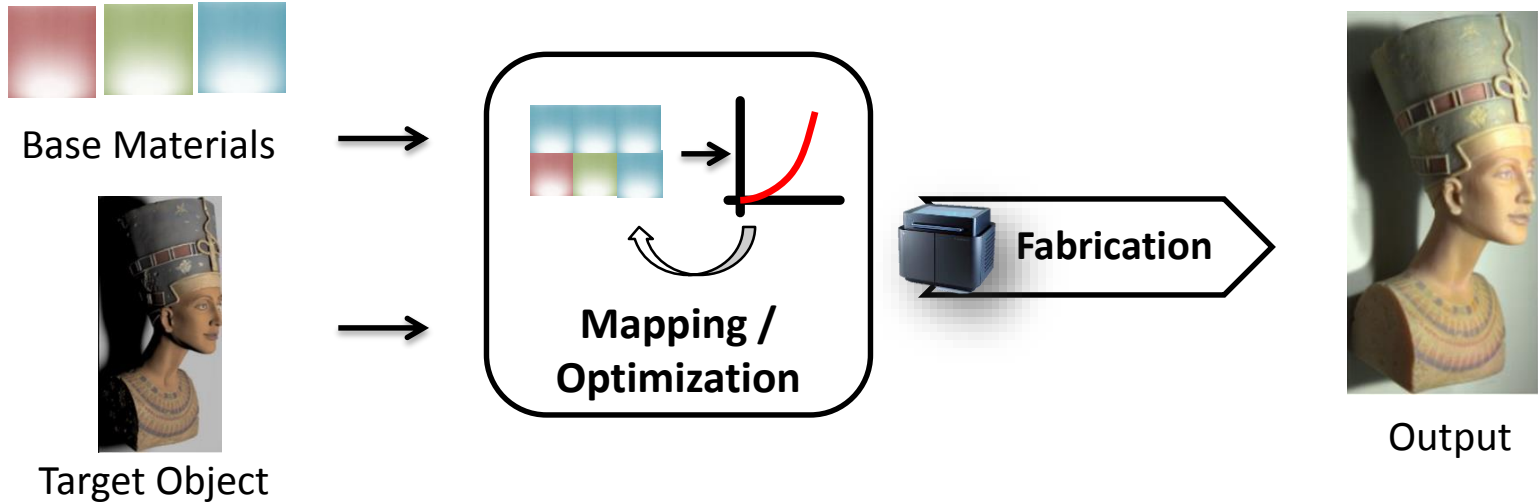 Base Materials
Target Object
Mapping /
Optimization
Fabrication
Output